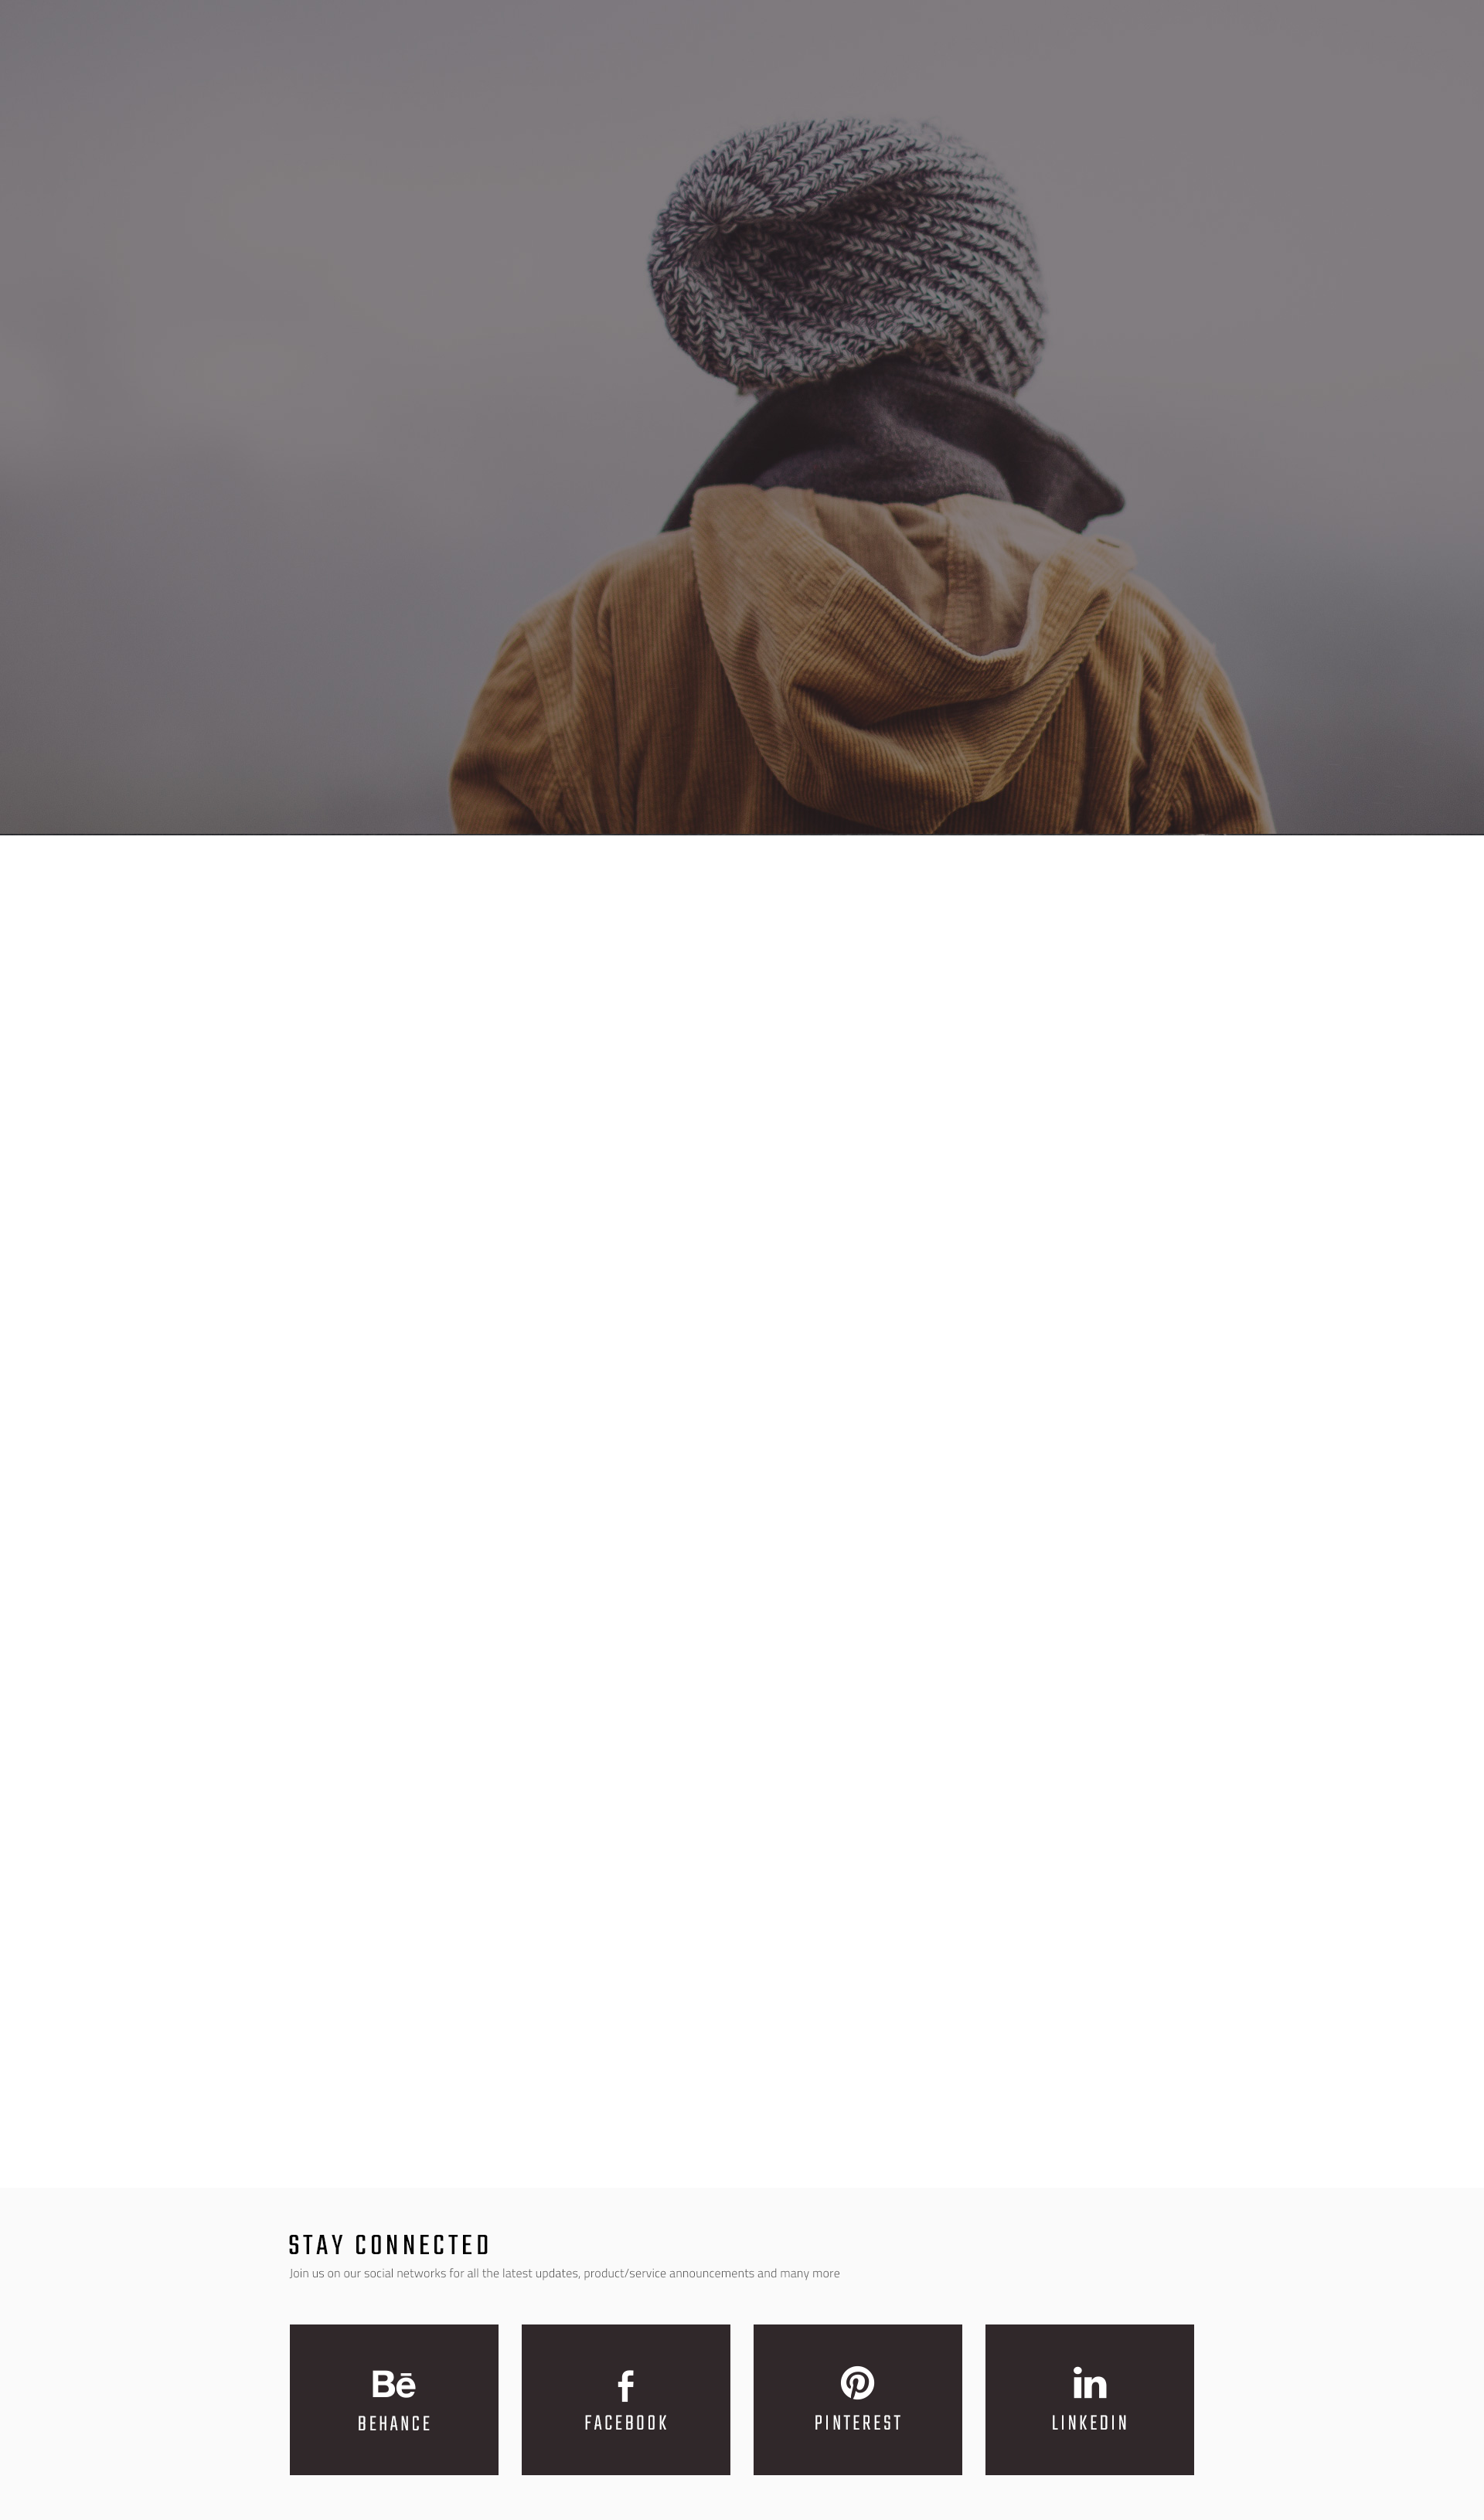 STAY CONNECTED
Join us on our social networks for all the latest updates, product/service announcements and many more
Bē
BEHANCE
f
FACEBOOK
PINTEREST
in
LINKEDIN